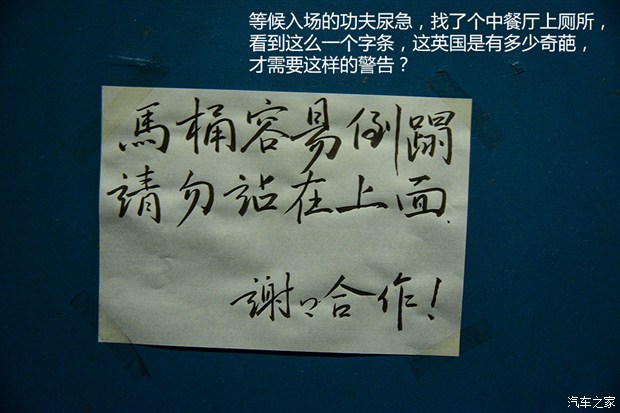 等候入场的功夫尿急，找了个中餐厅上厕所，
看到这么一个字条，这英国是有多少奇葩，
才需要这样的警告？
馬桶容易倒蹋
請勿站在上面.
謝〻合作！
汽车之家